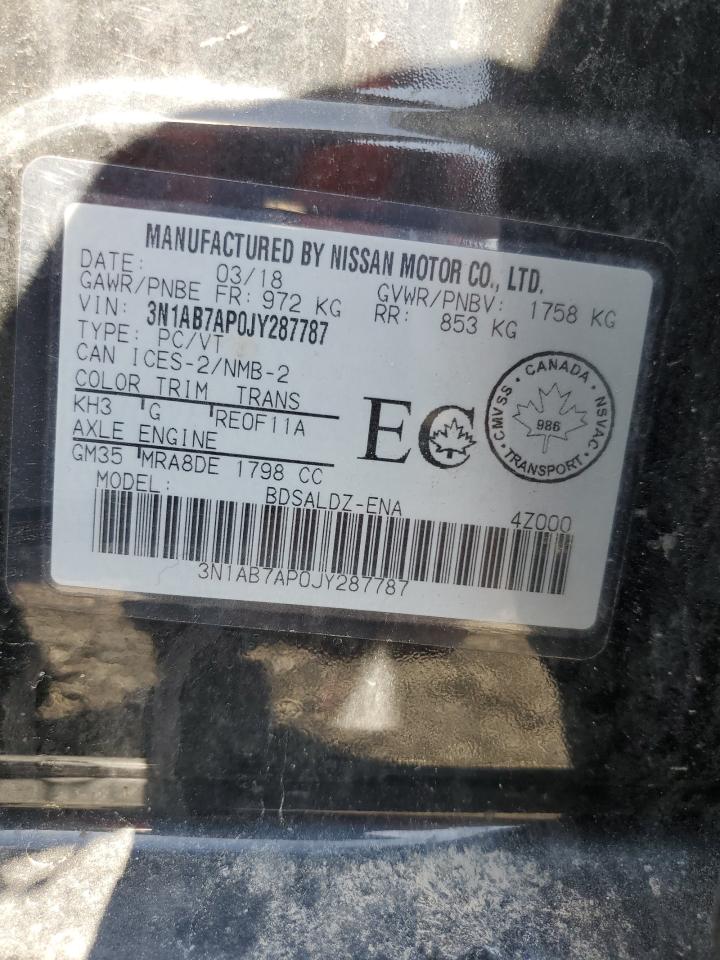 MANUFACTURED BY NISSAN MOTOR CO., LTD.
DATE: 03/18 GVWR/PNBV: 1758 KG
GAWR/PNBE FR: 972 KG RR: 853 KG
VIN: 3N1AB7AP0JY287787
TYPE: PC/VT
CAN ICES-2/NMB-2
COLOR TRIM TRANS
KH3 G RE0F11A
AXLE ENGINE
GM35 MRA8DE 1798 CC
EC
CANADA · NSVAC · TRANSPORT · CMVSS ·
986
MODEL: BDSALDZ-ENA 4Z000
3N1AB7AP0JY287787